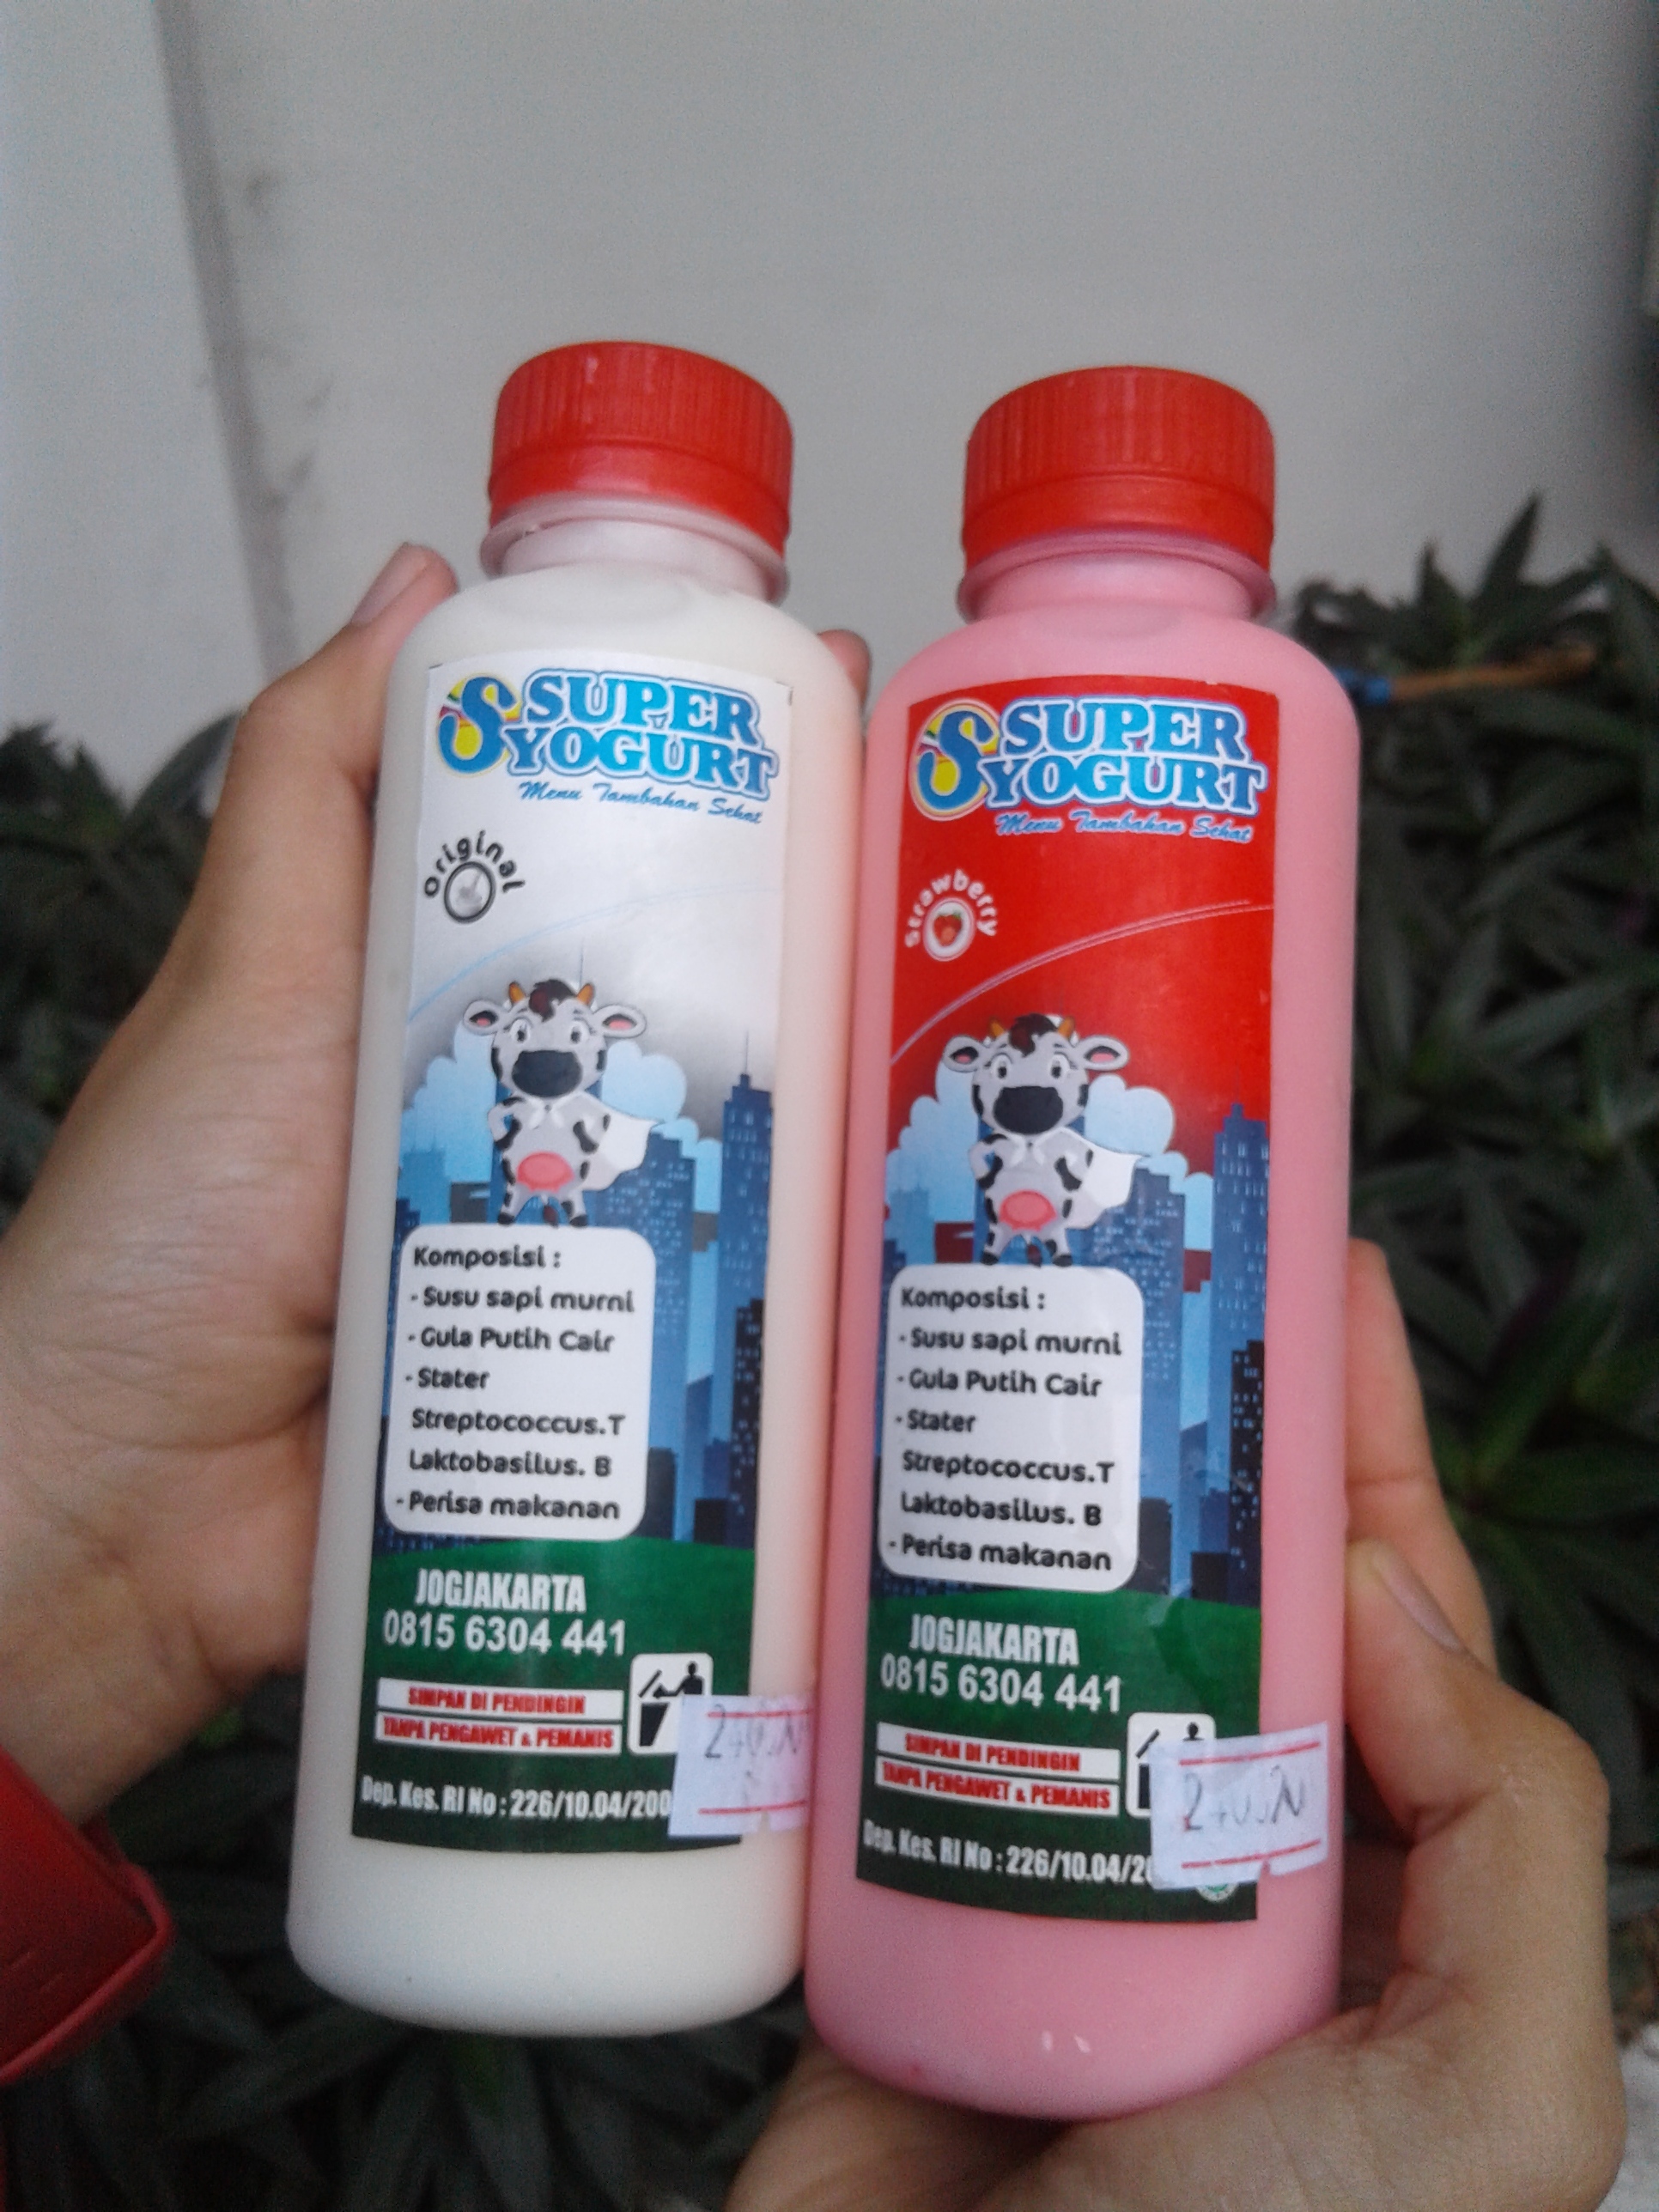 SUPER
YOGURT
Menu Tambahan Sehat
Original
Komposisi :
- Susu sapi murni
- Gula Putih Cair
- Stater
Streptococcus.T
Laktobasilus. B
- Perisa makanan
JOGJAKARTA
0815 6304 441
SIMPAN DI PENDINGIN
TANPA PENGAWET & PEMANIS
Dep. Kes. RI No : 226/10.04/200
SUPER
YOGURT
Menu Tambahan Sehat
Strawberry
Komposisi :
- Susu sapi murni
- Gula Putih Cair
- Stater
Streptococcus.T
Laktobasilus. B
- Perisa makanan
JOGJAKARTA
0815 6304 441
SIMPAN DI PENDINGIN
TANPA PENGAWET & PEMANIS
Dep. Kes. RI No : 226/10.04/20